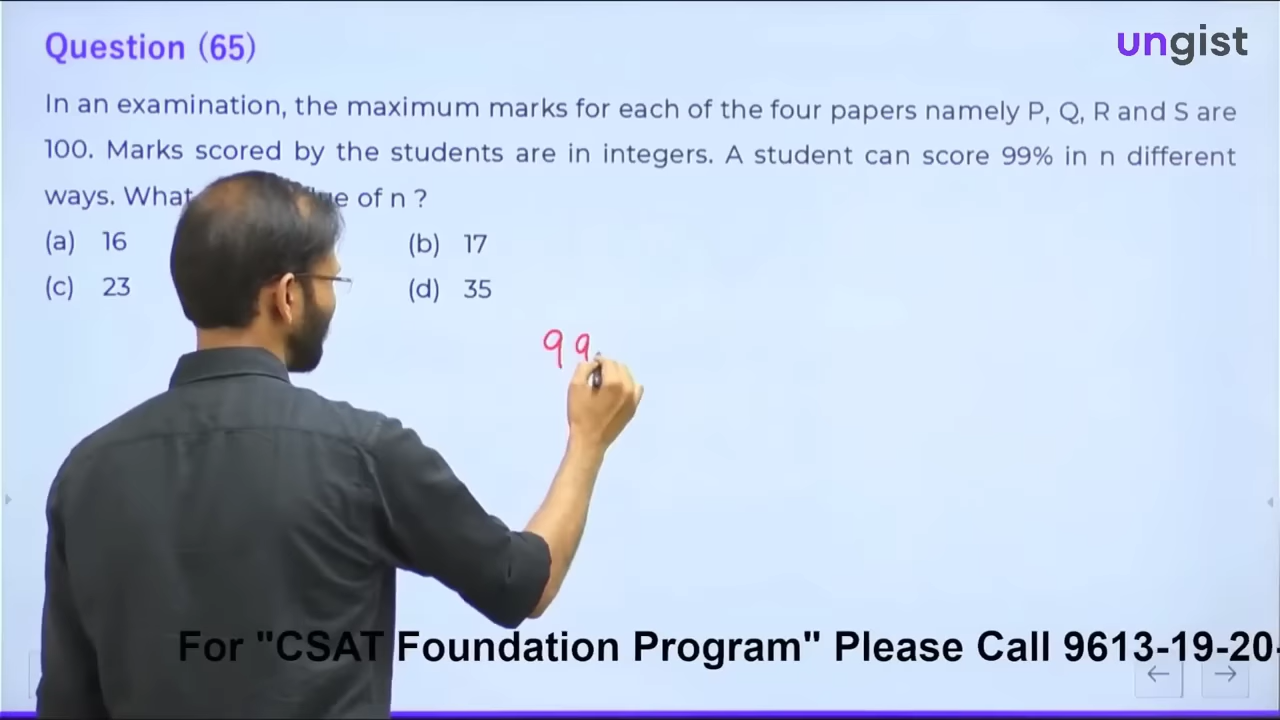 Question (65)
ungist
In an examination, the maximum marks for each of the four papers namely P, Q, R and S are
100. Marks scored by the students are in integers. A student can score 99% in n different
ways. What ue of n ?
(a) 16
(b) 17
(c) 23
(d) 35
99
For "CSAT Foundation Program" Please Call 9613-19-20-